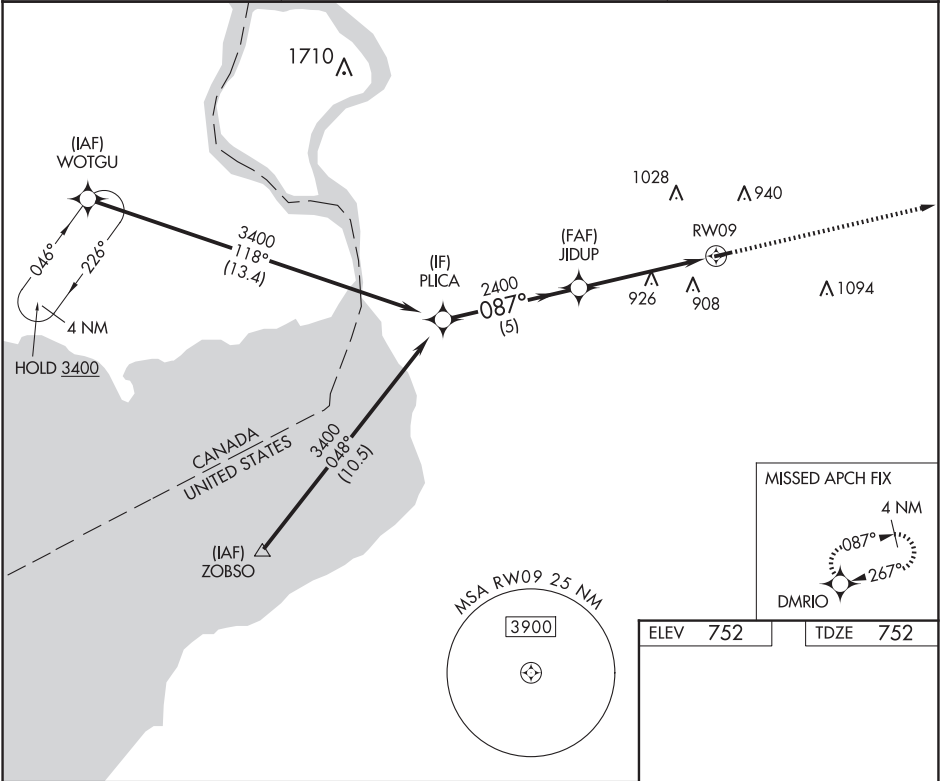 1710
(IAF)
WOTGU
046°
226°
4 NM
HOLD 3400
3400
118°
(13.4)
(IF)
PLICA
2400
087°
(5)
(FAF)
JIDUP
1028
940
RW09
926
908
1094
CANADA
UNITED STATES
3400
048°
(10.5)
(IAF)
ZOBSO
MSA RW09 25 NM
3900
MISSED APCH FIX
4 NM
087°
267°
DMRIO
ELEV 752
TDZE 752